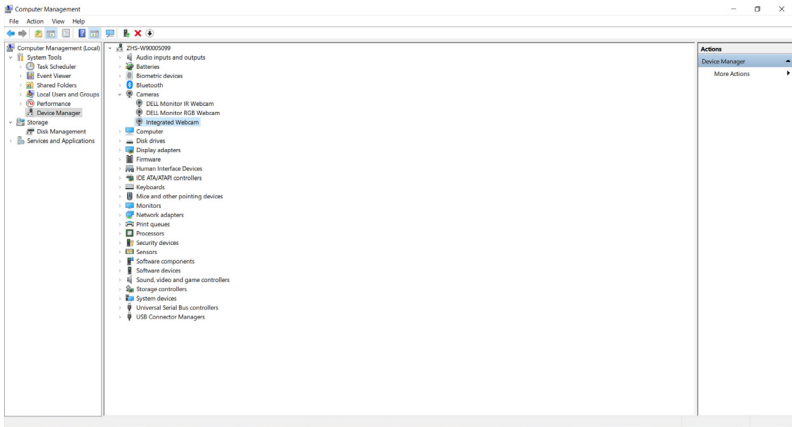 Computer Management
File Action View Help
Computer Management (Local)
System Tools
Task Scheduler
Event Viewer
Shared Folders
Local Users and Groups
Performance
Device Manager
Storage
Disk Management
Services and Applications
ZHS-W90005099
Audio inputs and outputs
Batteries
Biometric devices
Bluetooth
Cameras
DELL Monitor IR Webcam
DELL Monitor RGB Webcam
Integrated Webcam
Computer
Disk drives
Display adapters
Firmware
Human Interface Devices
IDE ATA/ATAPI controllers
Keyboards
Mice and other pointing devices
Monitors
Network adapters
Print queues
Processors
Security devices
Sensors
Software components
Software devices
Sound, video and game controllers
Storage controllers
System devices
Universal Serial Bus controllers
USB Connector Managers
Actions
Device Manager
More Actions